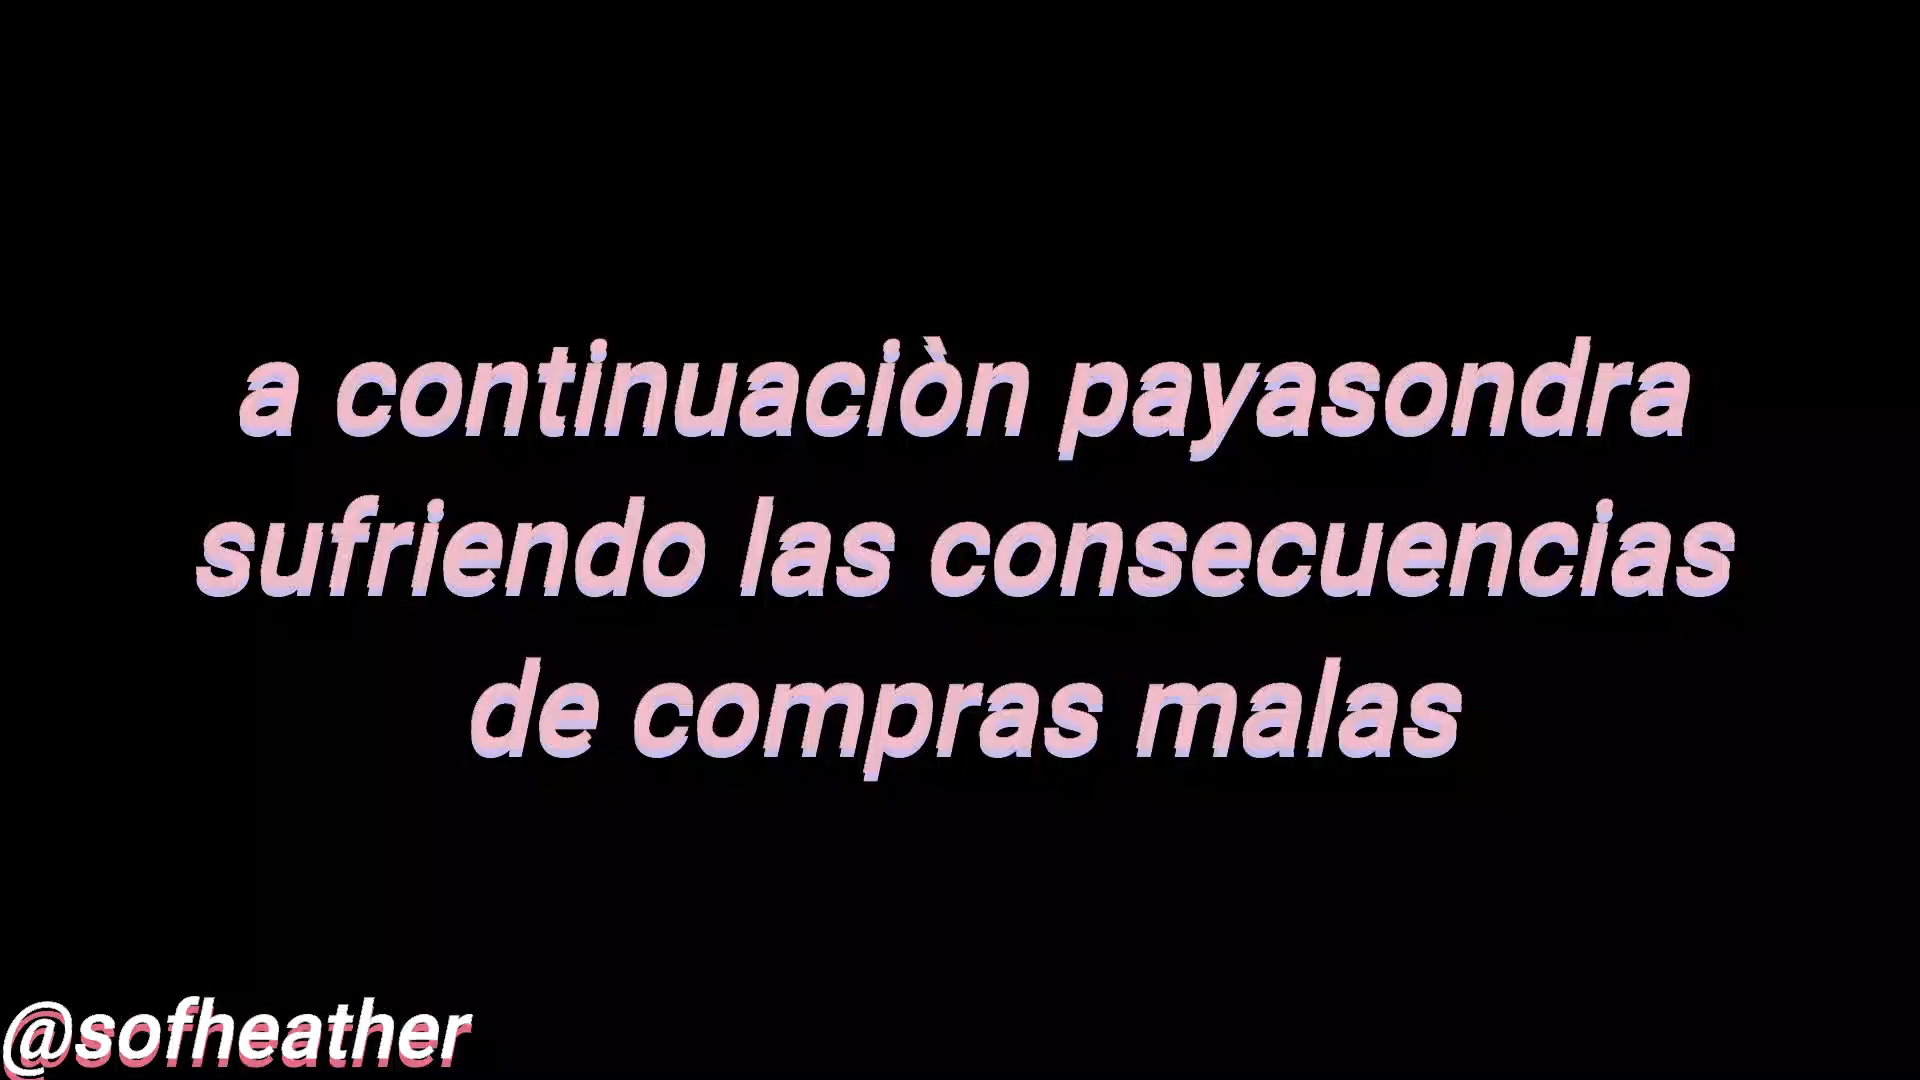 a continuaciòn payasondra
sufriendo las consecuencias
de compras malas
@sofheather